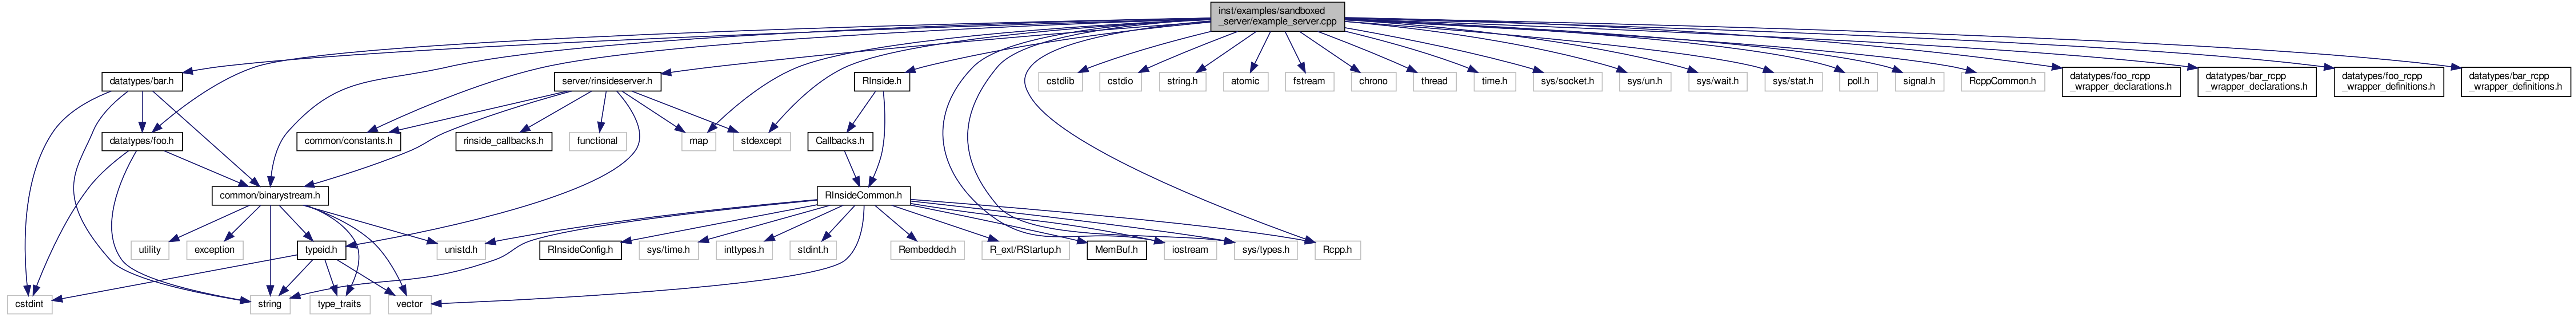 inst/examples/sandboxed
_server/example_server.cpp
datatypes/bar.h
server/rinsideserver.h
RInside.h
cstdlib
cstdio
string.h
atomic
fstream
chrono
thread
time.h
sys/socket.h
sys/un.h
sys/wait.h
sys/stat.h
poll.h
signal.h
RcppCommon.h
datatypes/foo_rcpp
_wrapper_declarations.h
datatypes/bar_rcpp
_wrapper_declarations.h
datatypes/foo_rcpp
_wrapper_definitions.h
datatypes/bar_rcpp
_wrapper_definitions.h
datatypes/foo.h
common/constants.h
rinside_callbacks.h
functional
map
stdexcept
Callbacks.h
common/binarystream.h
RInsideCommon.h
utility
exception
typeid.h
unistd.h
RInsideConfig.h
sys/time.h
inttypes.h
stdint.h
Rembedded.h
R_ext/RStartup.h
MemBuf.h
iostream
sys/types.h
Rcpp.h
cstdint
string
type_traits
vector